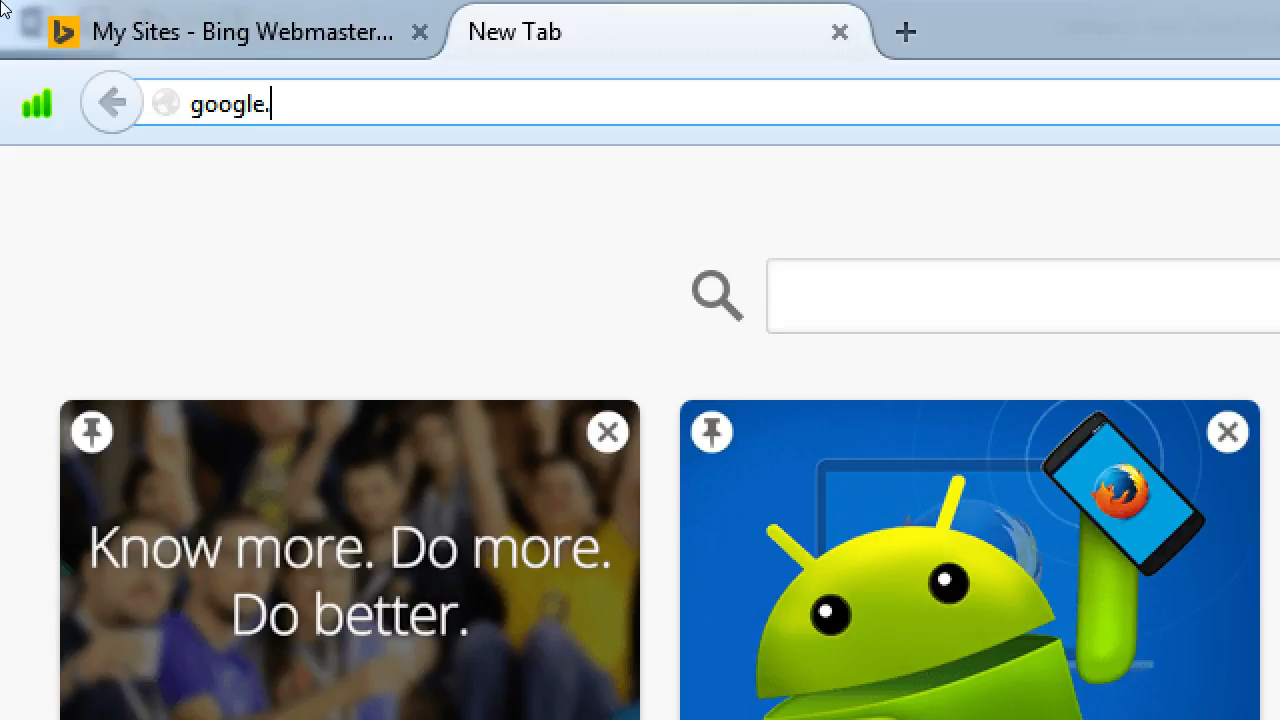 My Sites - Bing Webmaster...
New Tab
google.
Know more. Do more.
Do better.